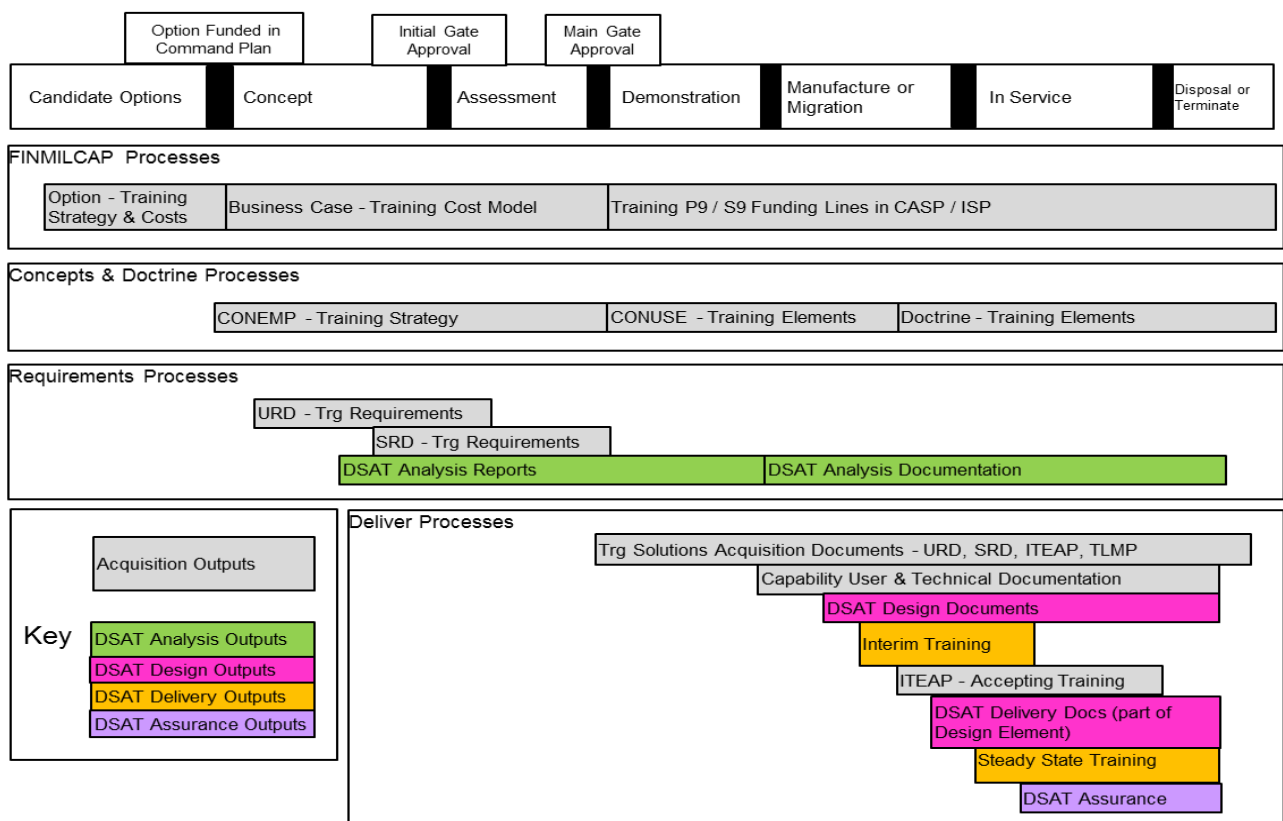 Option Funded in
Command Plan
Initial Gate
Approval
Main Gate
Approval
Candidate Options
Concept
Assessment
Demonstration
Manufacture or
Migration
In Service
Disposal or
Terminate
FINMILCAP Processes
Option - Training
Strategy & Costs
Business Case - Training Cost Model
Training P9 / S9 Funding Lines in CASP / ISP
Concepts & Doctrine Processes
CONEMP - Training Strategy
CONUSE - Training Elements
Doctrine - Training Elements
Requirements Processes
URD - Trg Requirements
SRD - Trg Requirements
DSAT Analysis Reports
DSAT Analysis Documentation
Key
Acquisition Outputs
DSAT Analysis Outputs
DSAT Design Outputs
DSAT Delivery Outputs
DSAT Assurance Outputs
Deliver Processes
Trg Solutions Acquisition Documents - URD, SRD, ITEAP, TLMP
Capability User & Technical Documentation
DSAT Design Documents
Interim Training
ITEAP - Accepting Training
DSAT Delivery Docs (part of
Design Element)
Steady State Training
DSAT Assurance